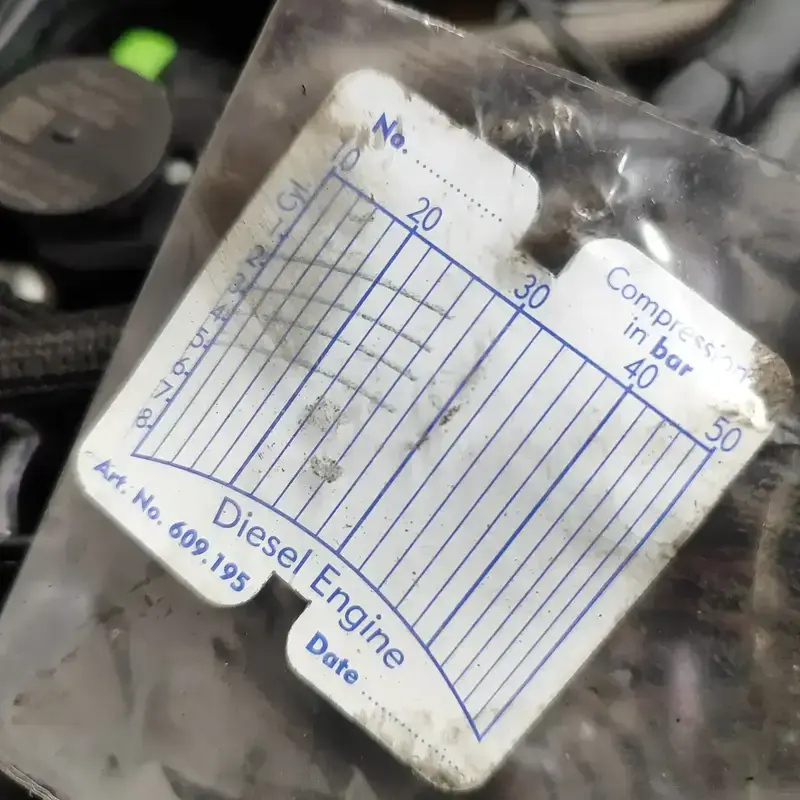 No. ................
Compression
in bar
10 20 30 40 50
Cyl.
1
2
3
4
5
6
7
8
Diesel Engine
Art. No. 609.195
Date ................